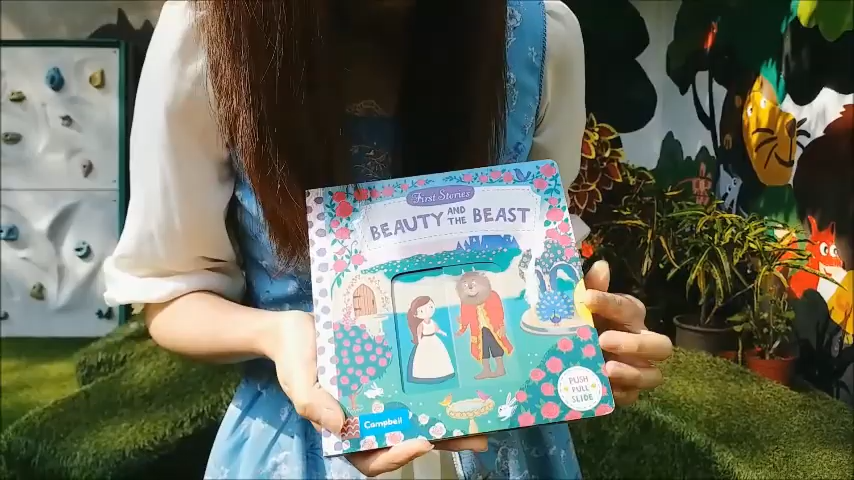 First Stories
BEAUTY AND THE BEAST
PUSH
PULL
SLIDE
Campbell